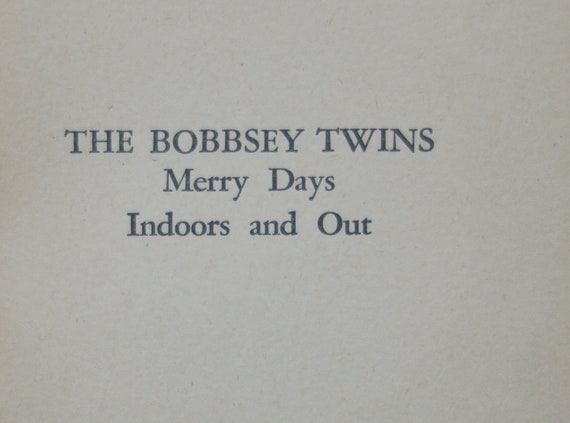 THE BOBBSEY TWINS
Merry Days
Indoors and Out